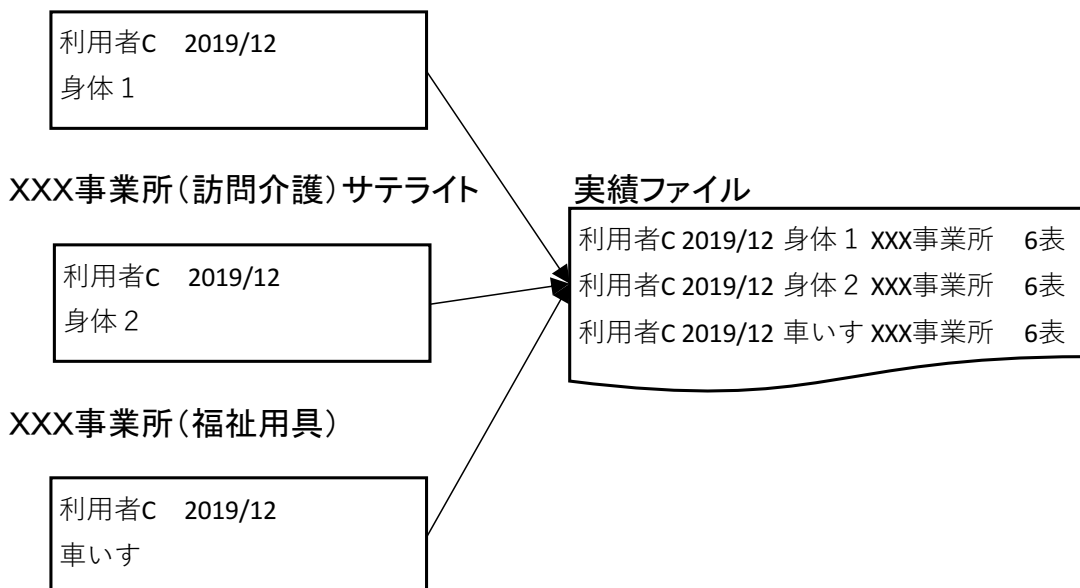 利用者C 2019/12
身体１
XXX事業所（訪問介護）サテライト
利用者C 2019/12
身体２
XXX事業所（福祉用具）
利用者C 2019/12
車いす
実績ファイル
利用者C 2019/12 身体１ XXX事業所 6表
利用者C 2019/12 身体２ XXX事業所 6表
利用者C 2019/12 車いす XXX事業所 6表